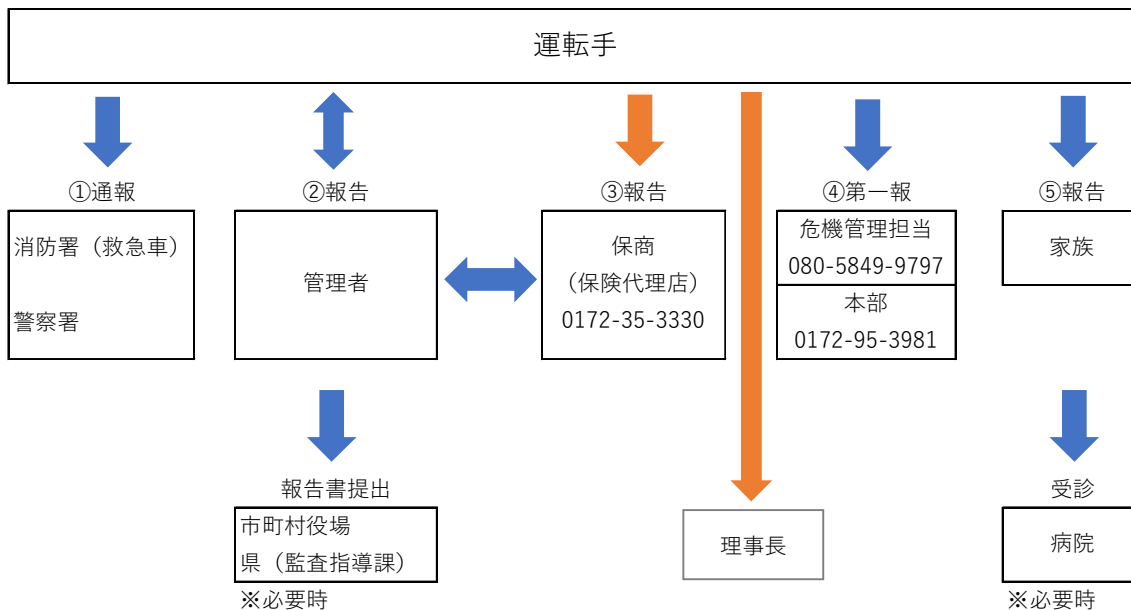 運転手
①通報
②報告
③報告
④第一報
⑤報告
消防署（救急車）
警察署
管理者
保商
（保険代理店）
0172-35-3330
危機管理担当
080-5849-9797
本部
0172-95-3981
家族
報告書提出
市町村役場
県（監査指導課）
※必要時
理事長
受診
病院
※必要時